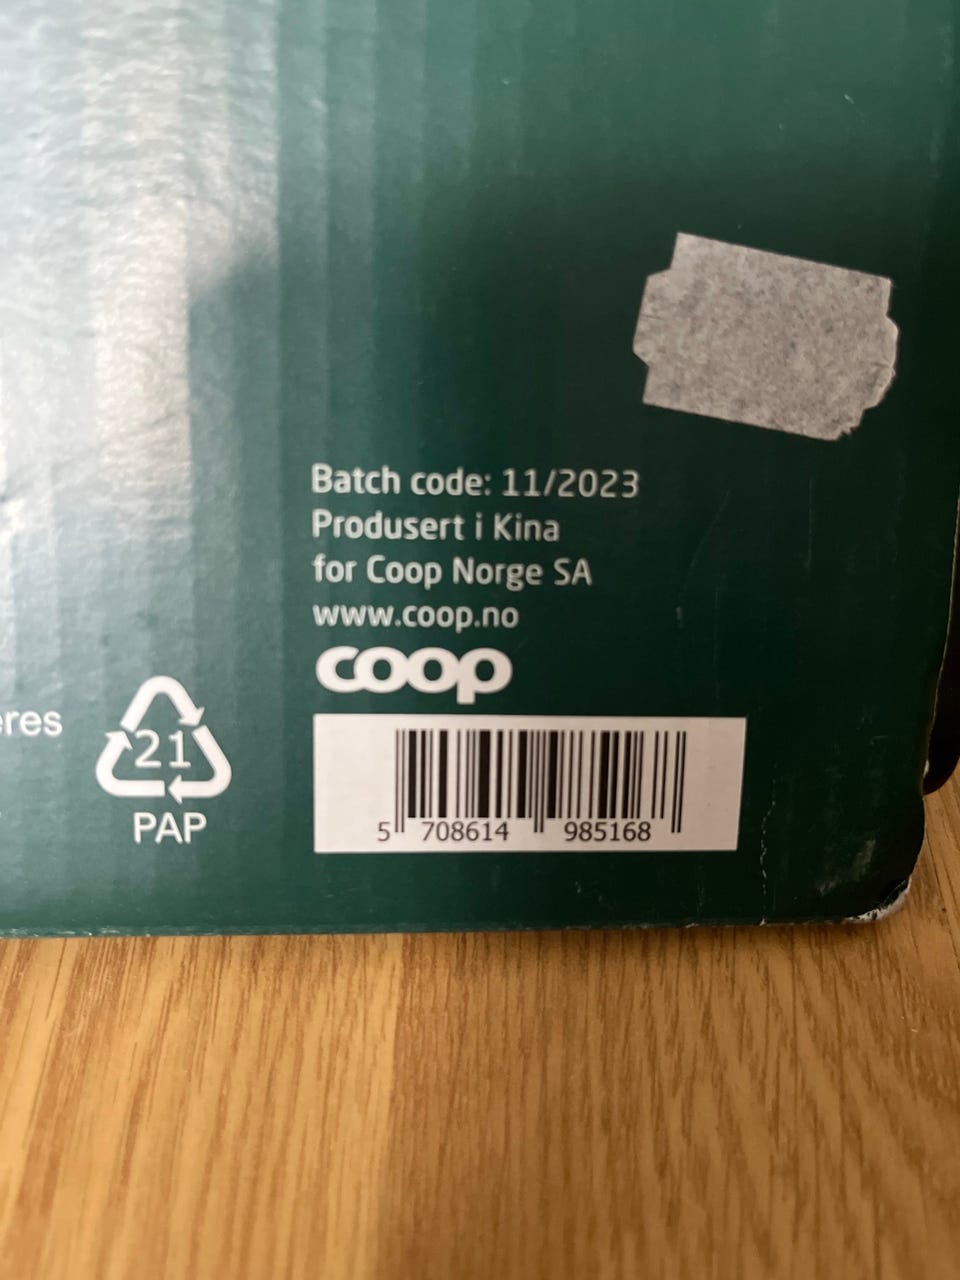 Batch code: 11/2023
Produsert i Kina
for Coop Norge SA
www.coop.no
coop
eres
21
PAP
5 708614 985168